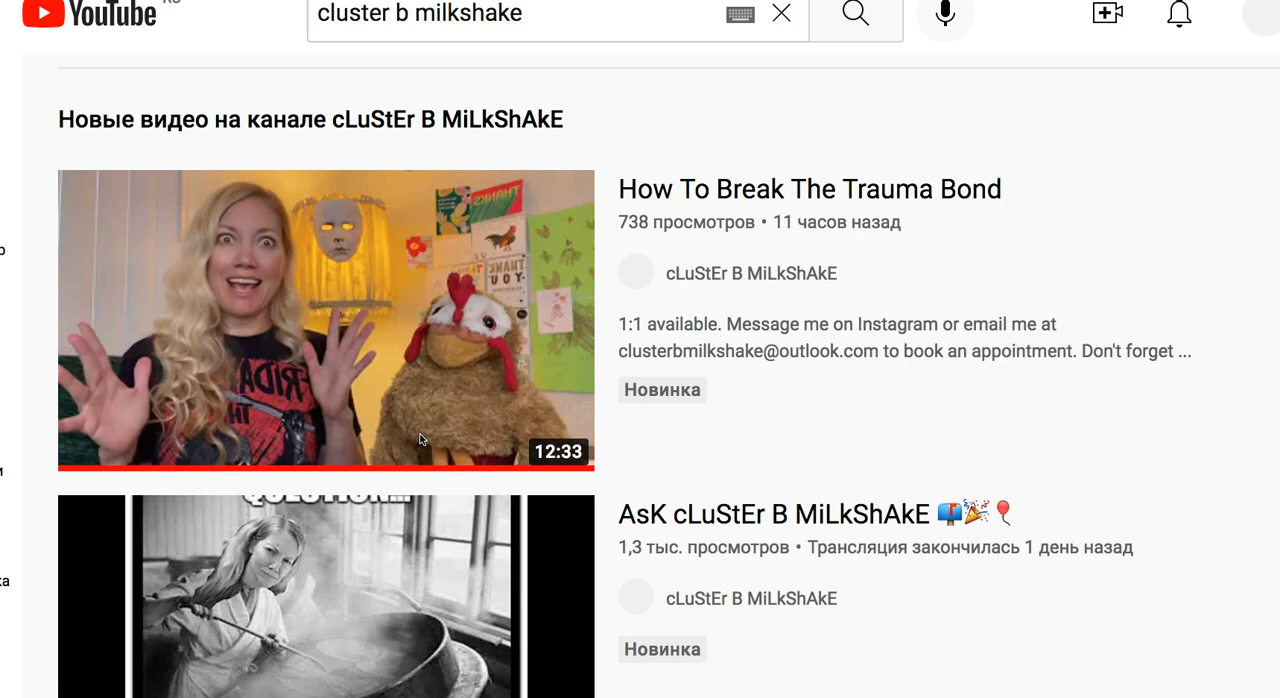 YouTube
cluster b milkshake
Новые видео на канале cLuStEr B MiLkShAkE
12:33
How To Break The Trauma Bond
738 просмотров • 11 часов назад
cLuStEr B MiLkShAkE
1:1 available. Message me on Instagram or email me at
clusterbmilkshake@outlook.com to book an appointment. Don't forget ...
Новинка
AsK cLuStEr B MiLkShAkE 📫🎉🎈
1,3 тыс. просмотров • Трансляция закончилась 1 день назад
cLuStEr B MiLkShAkE
Новинка